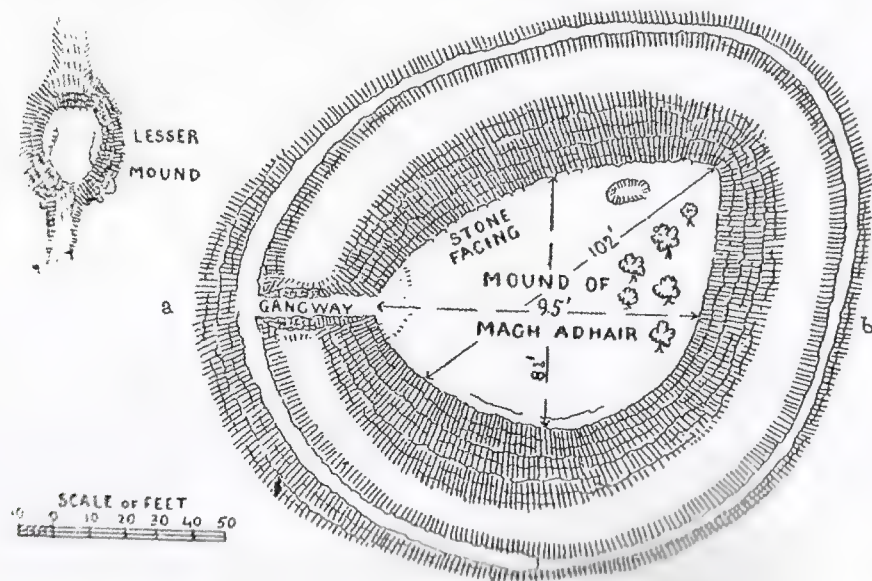 LESSER
MOUND
STONE
FACING
102'
MOUND OF
95'
MAGH ADHAIR
GANGWAY
a
b
SCALE OF FEET
10 0 10 20 30 40 50